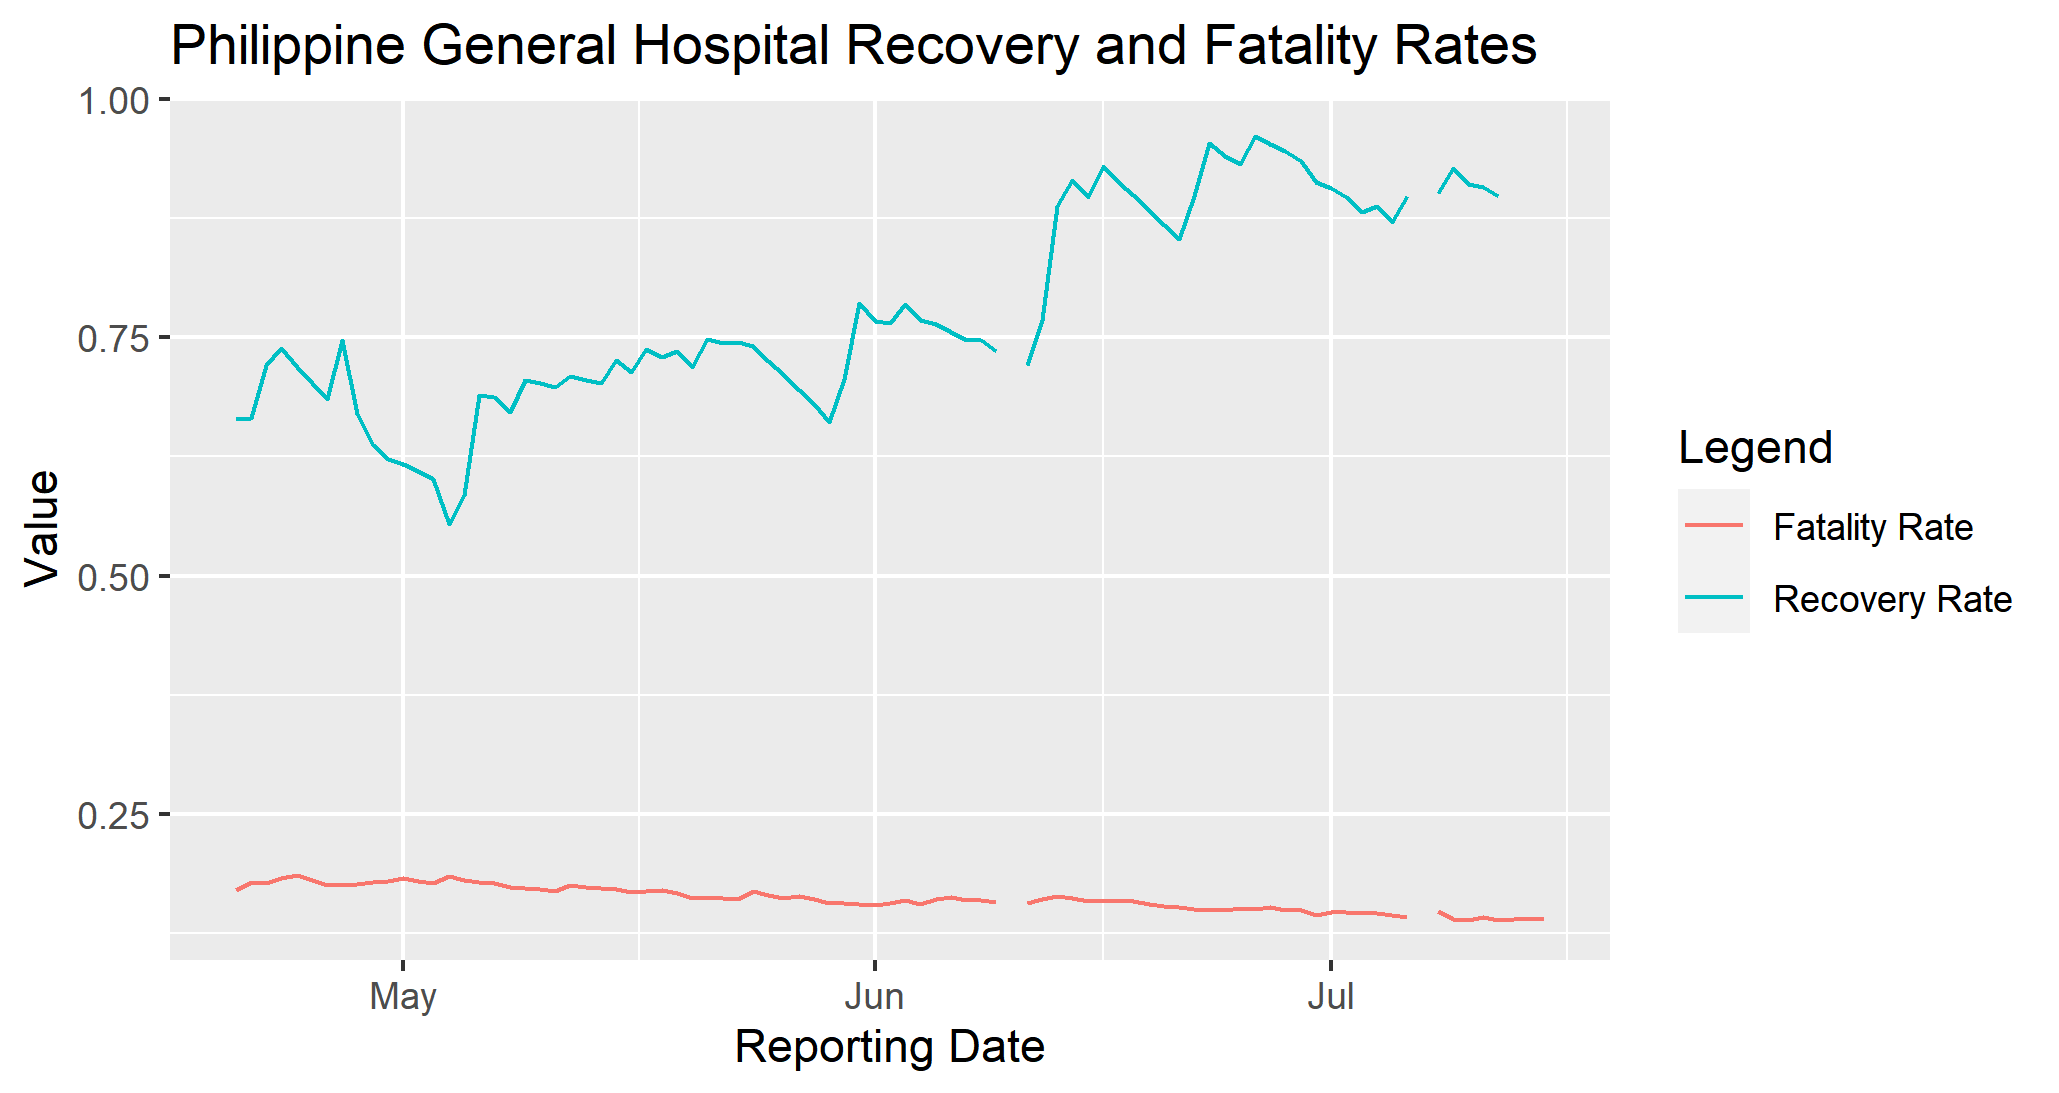 Philippine General Hospital Recovery and Fatality Rates
1.00
0.75
0.50
0.25
Value
May Jun Jul
Reporting Date
Legend
Fatality Rate
Recovery Rate